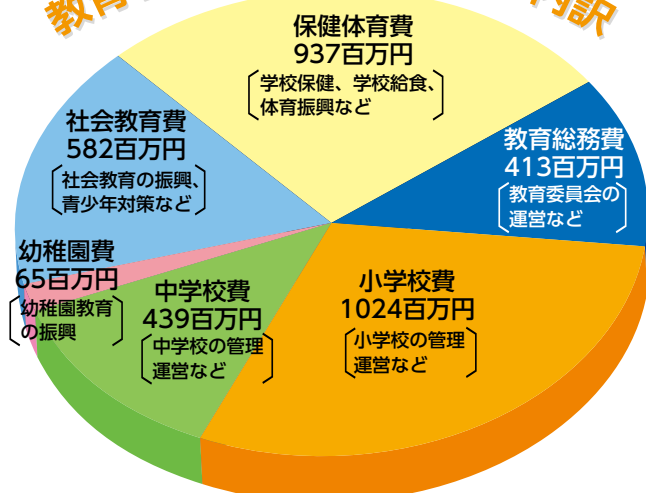 教育
内訳
保健体育費
937百万円
学校保健、学校給食、
体育振興など
社会教育費
582百万円
社会教育の振興、
青少年対策など
教育総務費
413百万円
教育委員会の
運営など
幼稚園費
65百万円
幼稚園教育
の振興
中学校費
439百万円
中学校の管理
運営など
小学校費
1024百万円
小学校の管理
運営など